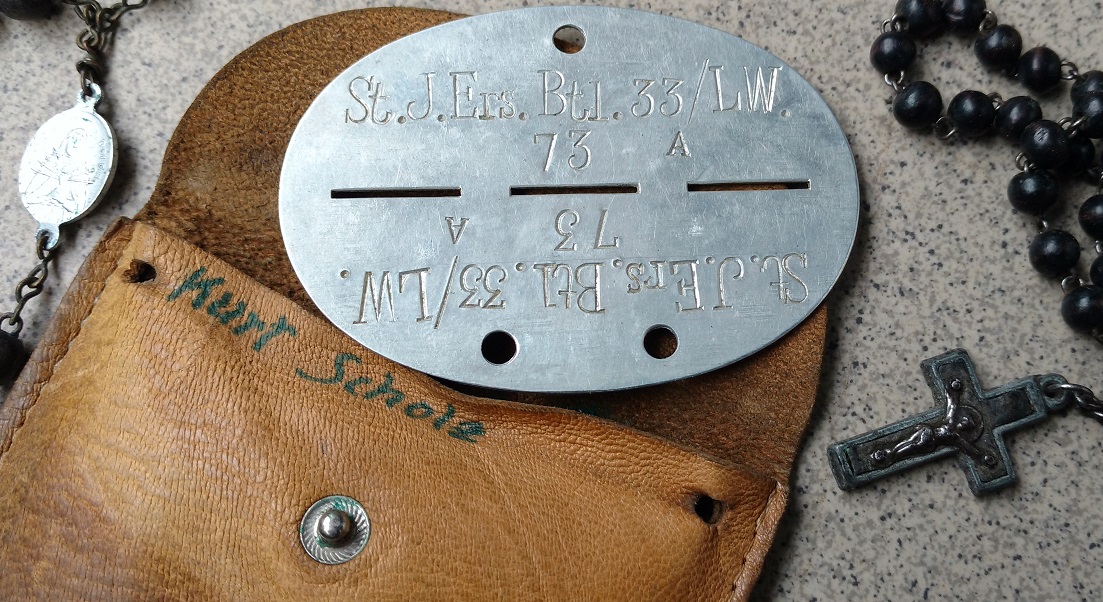 St. J. Ers. Btl. 33/LW.
73 A
73 A
St. J. Ers. Btl. 33/LW.
Kurt Scholz